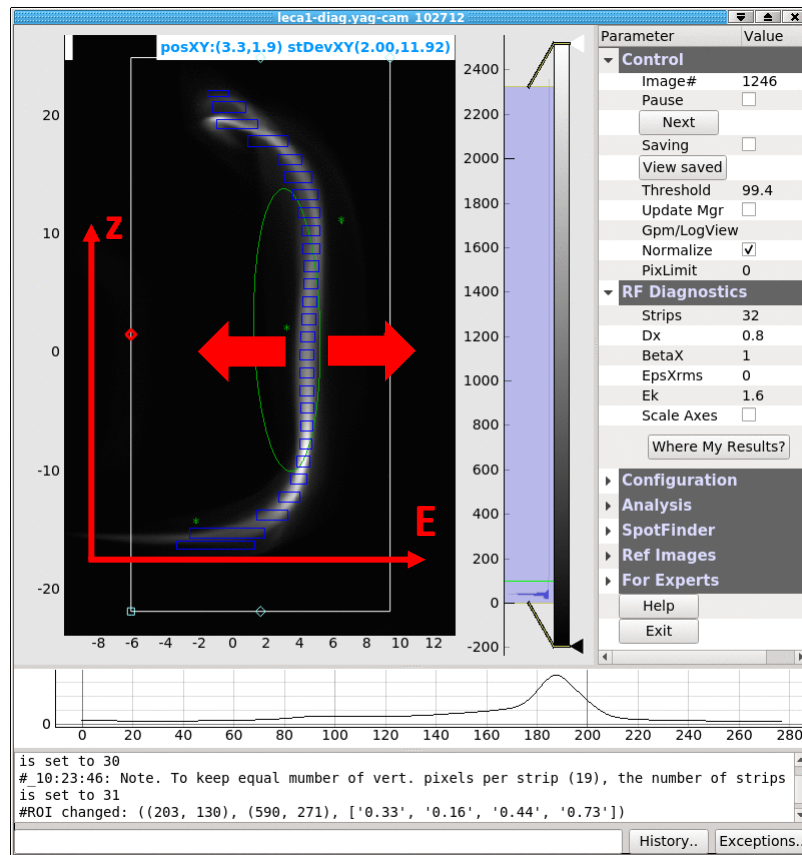 leca1-diag.yag-cam 102712
posXY:(3.3,1.9) stDevXY(2.00,11.92)
20
10
0
-10
-20
-8 -6 -4 -2 0 2 4 6 8 10 12
Z
E
2400
2200
2000
1800
1600
1400
1200
1000
800
600
400
200
0
-200
Parameter Value
Control
Image# 1246
Pause
Next
Saving
View saved
Threshold 99.4
Update Mgr
Gpm/LogView
Normalize
PixLimit 0
RF Diagnostics
Strips 32
Dx 0.8
BetaX 1
EpsXrms 0
Ek 1.6
Scale Axes
Where My Results?
Configuration
Analysis
SpotFinder
Ref Images
For Experts
Help
Exit
0
0 20 40 60 80 100 120 140 160 180 200 220 240 260 280
is set to 30
#_10:23:46: Note. To keep equal mumber of vert. pixels per strip (19), the number of strips
is set to 31
#ROI changed: ((203, 130), (590, 271), ['0.33', '0.16', '0.44', '0.73'])
History.. Exceptions..